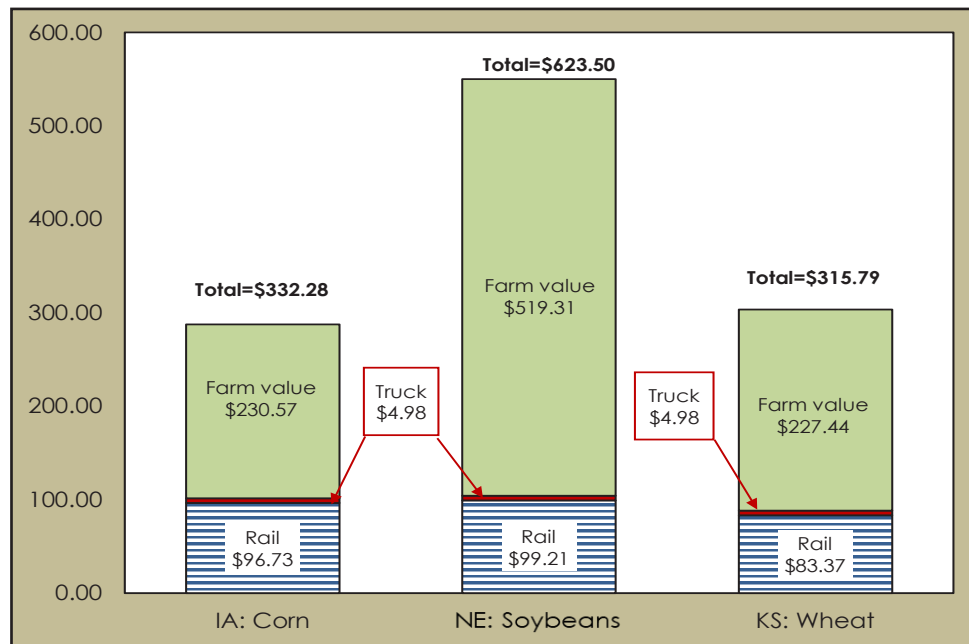 600.00
500.00
400.00
300.00
200.00
100.00
0.00
Total=$332.28
Farm value
$230.57
Rail
$96.73
Truck
$4.98
Total=$623.50
Farm value
$519.31
Rail
$99.21
Truck
$4.98
Total=$315.79
Farm value
$227.44
Rail
$83.37
IA: Corn
NE: Soybeans
KS: Wheat